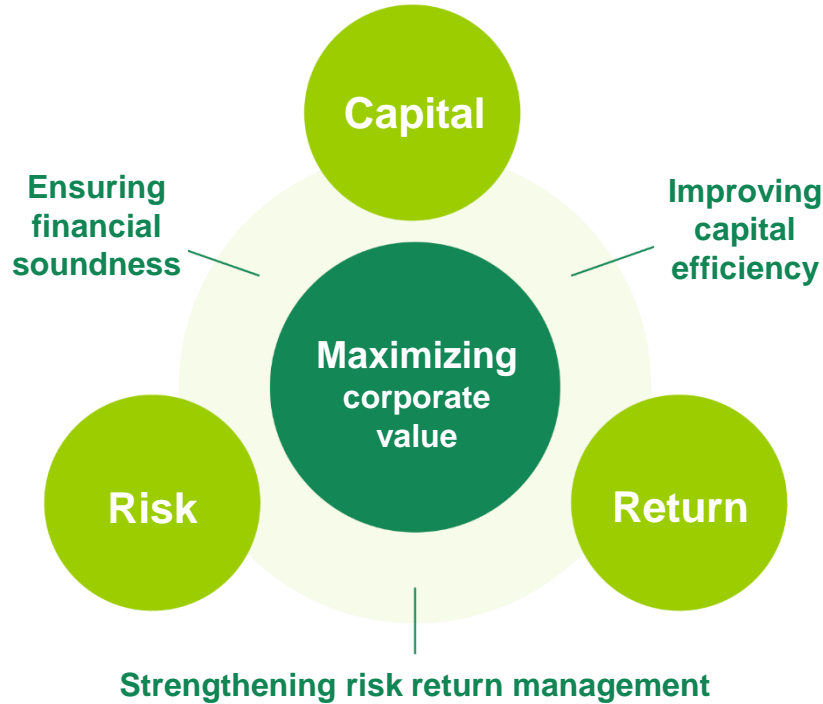 Capital
Ensuring
financial
soundness
Improving
capital
efficiency
Maximizing
corporate
value
Risk
Return
Strengthening risk return management